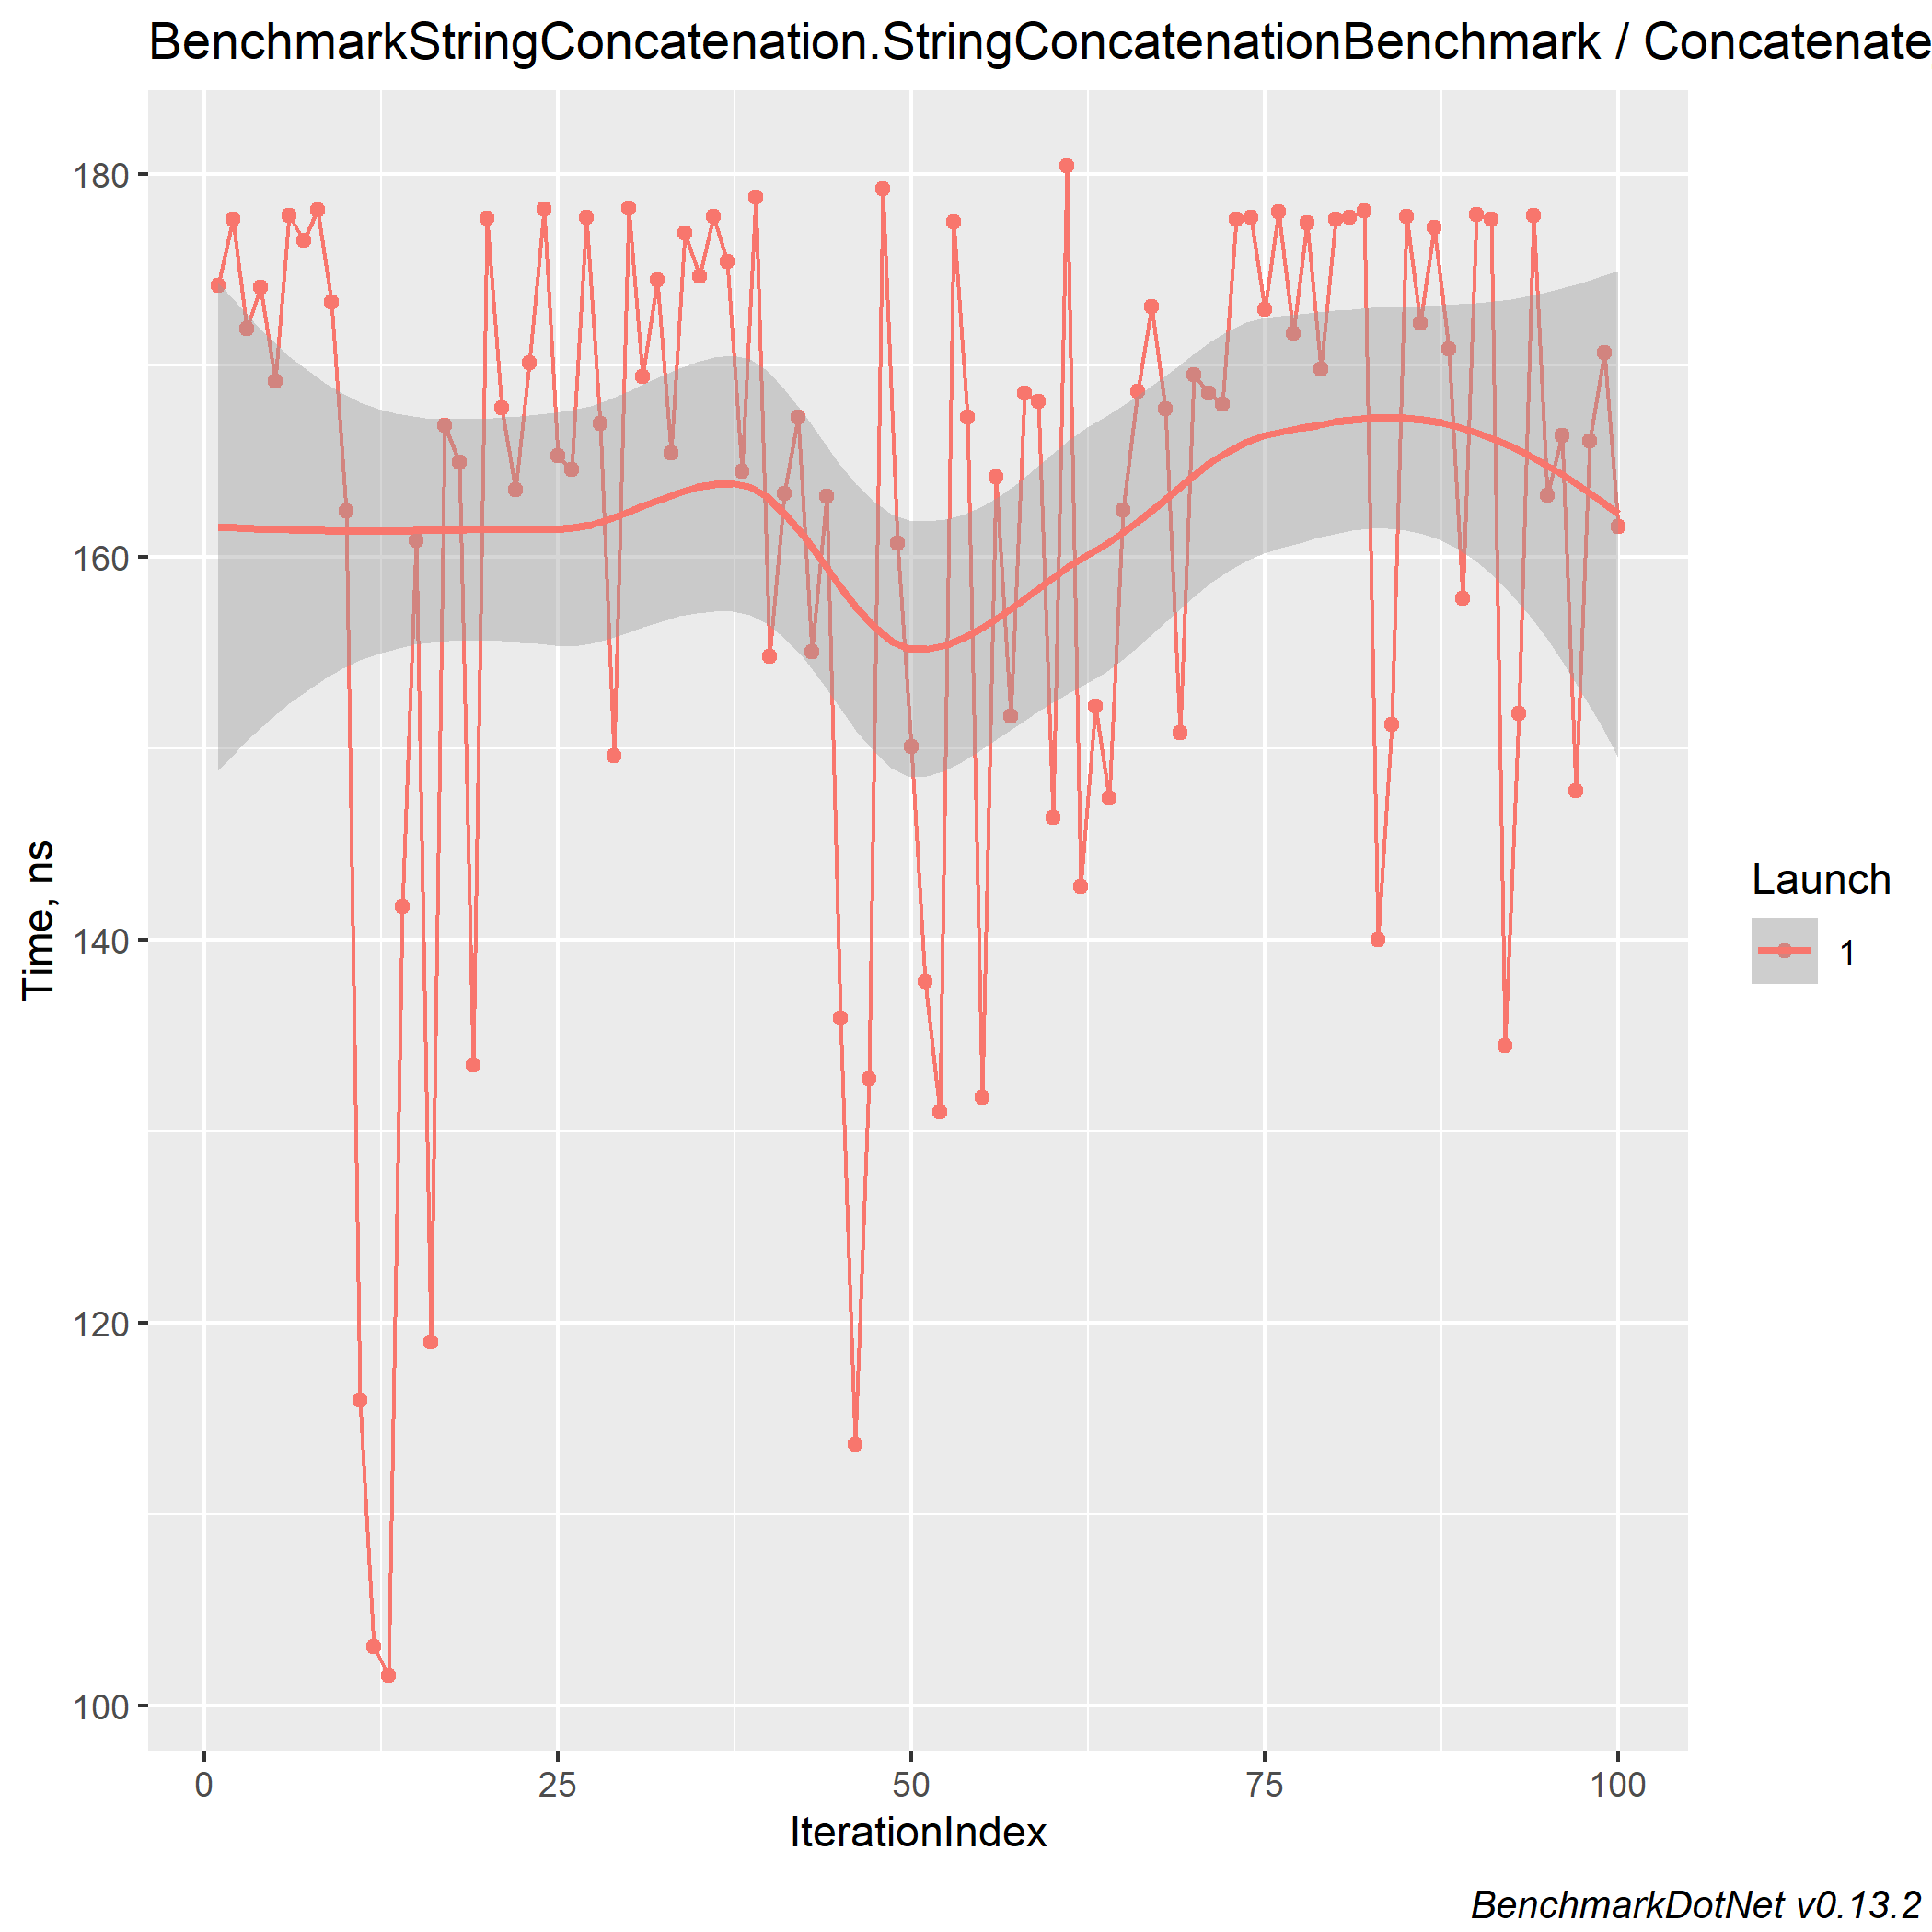 BenchmarkStringConcatenation.StringConcatenationBenchmark / Concatenate
180
160
140
120
100
Time, ns
0 25 50 75 100
IterationIndex
Launch
1
BenchmarkDotNet v0.13.2